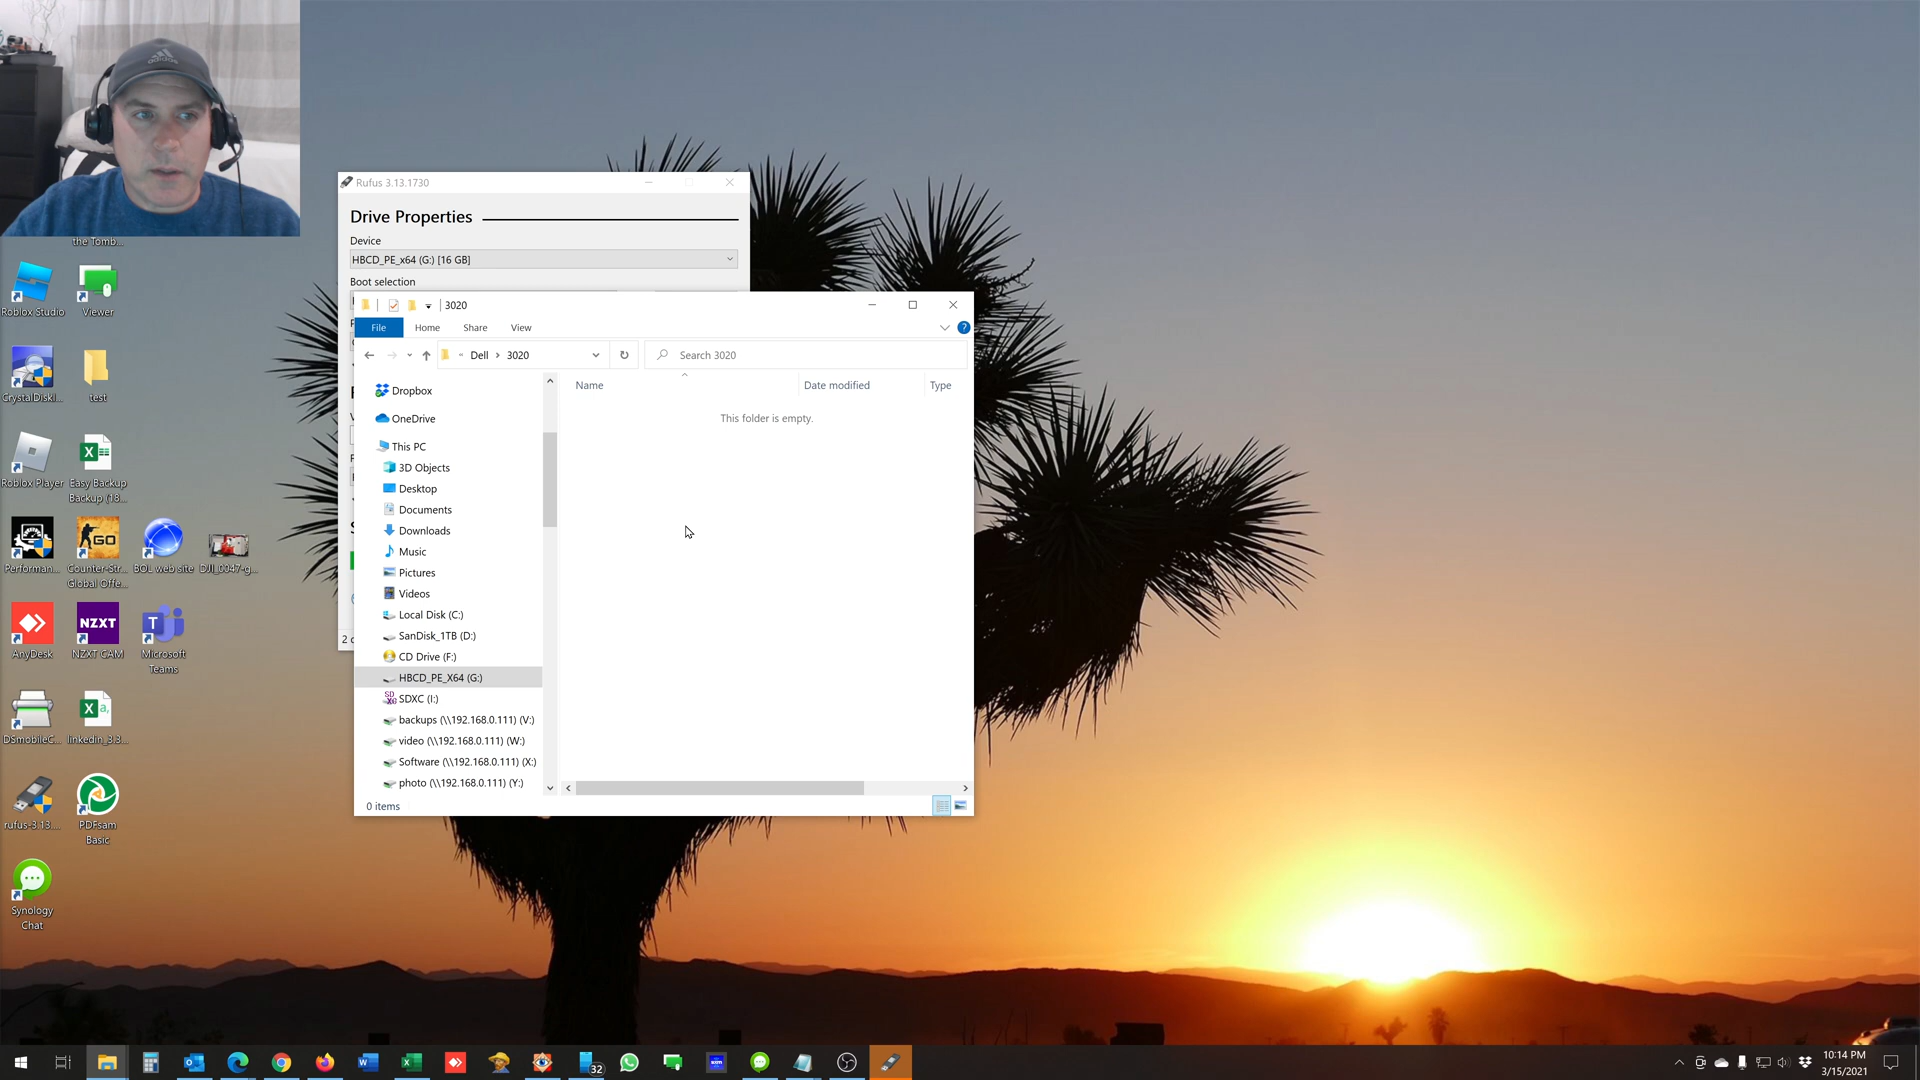 adidas
the Tomb...
Roblox Studio
Viewer
CrystalDiskI...
test
Roblox Player
Easy Backup
Backup (18...
Performan...
Counter-Str...
Global Offe...
GO
BOL web site
DJI_0047-g...
AnyDesk
NZXT
NZXT CAM
Microsoft
Teams
DSmobileC...
linkedin_3.3...
rufus-3.13....
PDFsam
Basic
Synology
Chat
Rufus 3.13.1730
Drive Properties
Device
HBCD_PE_x64 (G:) [16 GB]
Boot selection
3020
File
Home
Share
View
Dell
3020
Search 3020
Name
Date modified
Type
This folder is empty.
Dropbox
OneDrive
This PC
3D Objects
Desktop
Documents
Downloads
Music
Pictures
Videos
Local Disk (C:)
SanDisk_1TB (D:)
CD Drive (F:)
HBCD_PE_X64 (G:)
SDXC (I:)
backups (\\192.168.0.111) (V:)
video (\\192.168.0.111) (W:)
Software (\\192.168.0.111) (X:)
photo (\\192.168.0.111) (Y:)
0 items
32
10:14 PM
3/15/2021